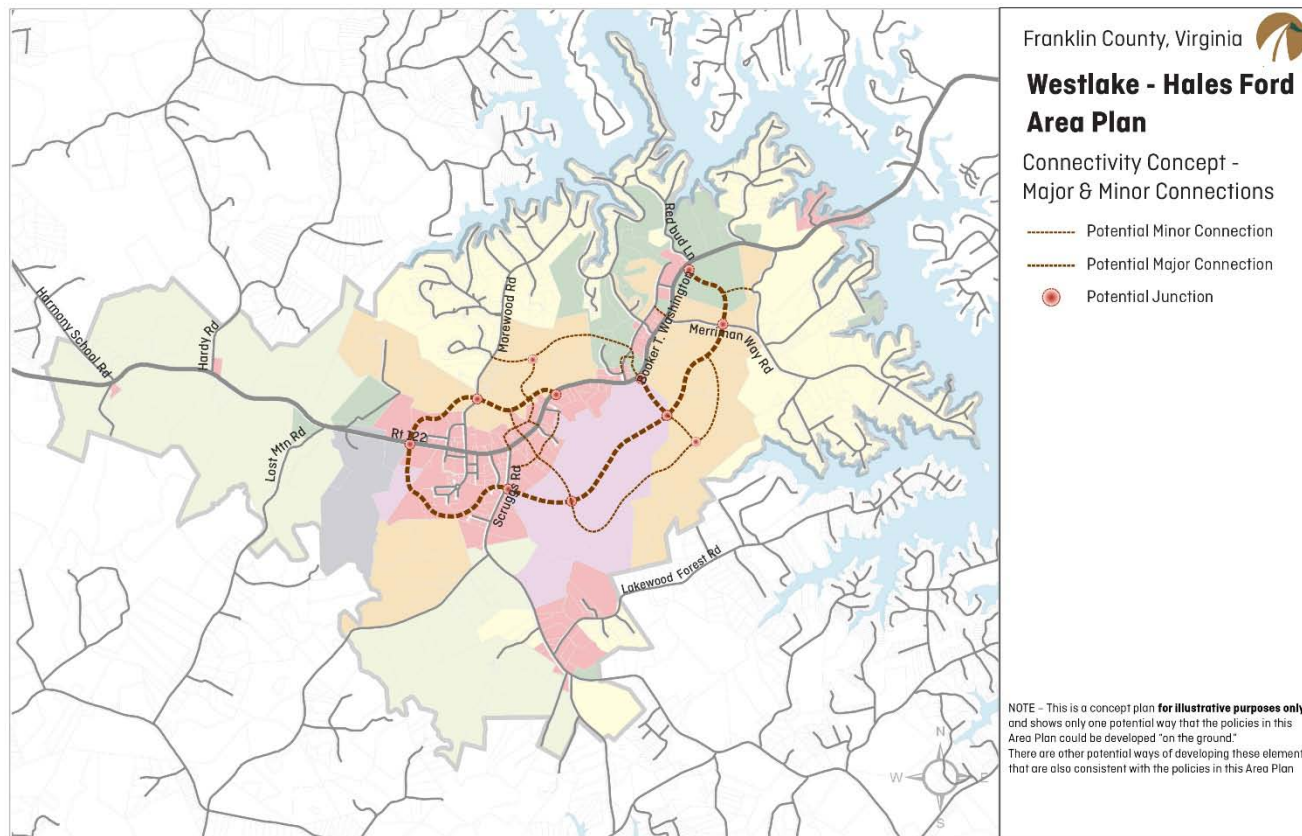 Franklin County, Virginia
Westlake - Hales Ford
Area Plan
Connectivity Concept -
Major & Minor Connections
Potential Minor Connection
Potential Major Connection
Potential Junction
Red bud Ln
Booker T. Washington
Merriman Way Rd
Morewood Rd
Harmony School Rd
Hardy Rd
Lost Mtn Rd
Rt 122
Scruggs Rd
Lakewood Forest Rd
NOTE - This is a concept plan for illustrative purposes only
and shows only one potential way that the policies in this
Area Plan could be developed "on the ground."
There are other potential ways of developing these element
that are also consistent with the policies in this Area Plan
N
W
E
S